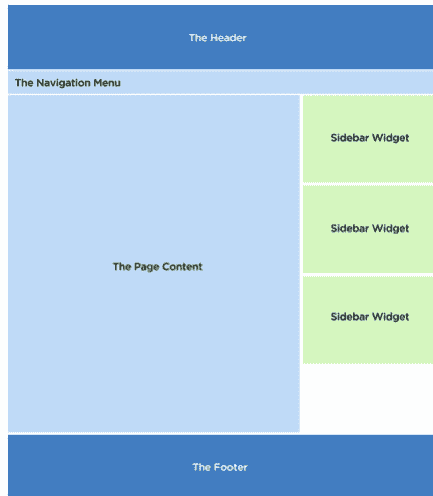 The Header
The Navigation Menu
Sidebar Widget
The Page Content
Sidebar Widget
Sidebar Widget
The Footer